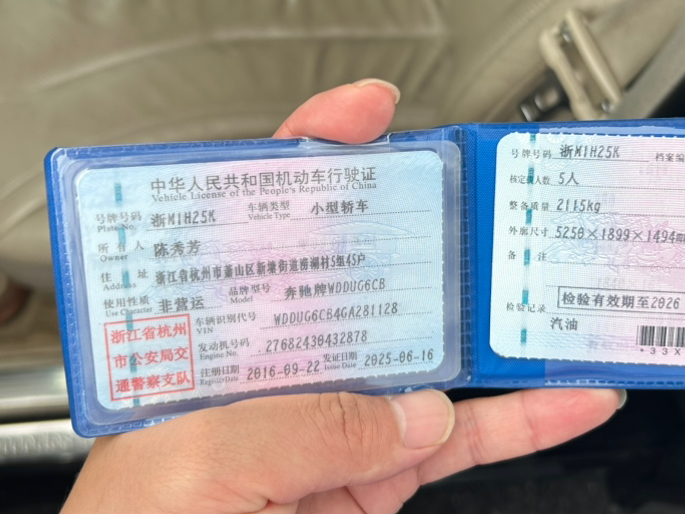 中华人民共和国机动车行驶证
Vehicle License of the People's Republic of China
号牌号码 浙M1H25K 车辆类型 小型轿车
Plate No. Vehicle Type
所有人 陈秀芳
Owner
住址 浙江省杭州市萧山区新塘街道涝湖村5组45户
Address
使用性质 非营运 品牌型号 奔驰牌WDDUG6CB
Use Character Model
浙江省杭州
市公安局交
通警察支队
车辆识别代号 WDDUG6CB4GA281128
VIN
发动机号码 27682430432878
Engine No.
注册日期 2016-09-22 发证日期 2025-06-16
Register Date Issue Date
号牌号码 浙M1H25K 档案编
核定载人数 5人
整备质量 2115kg
外廓尺寸 5250×1899×1494m
备注
检验有效期至2026
检验记录
汽油
*33X